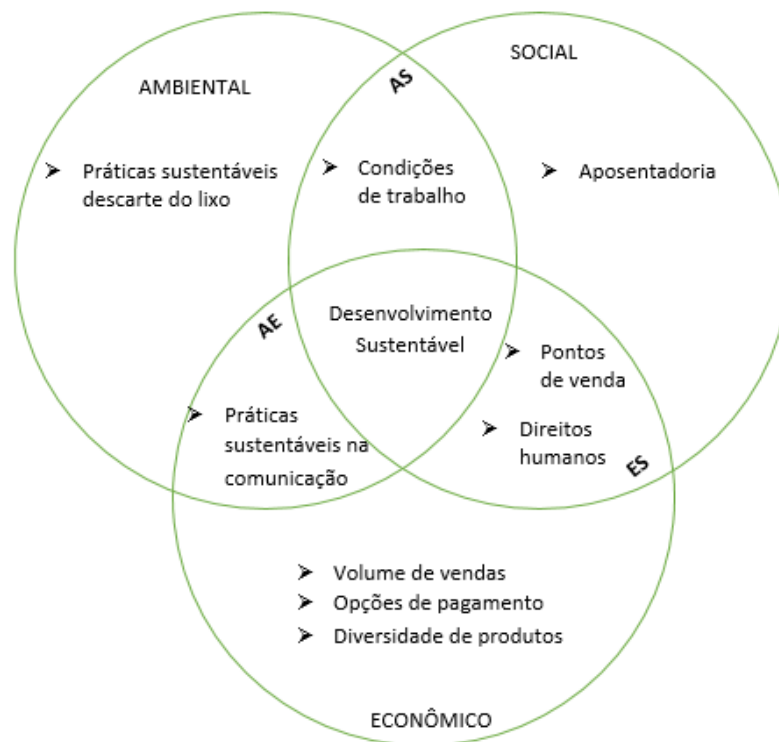 SOCIAL
AMBIENTAL
AS
➤ Práticas sustentáveis
descarte do lixo
➤ Condições
de trabalho
➤ Aposentadoria
AE
Desenvolvimento
Sustentável
➤ Pontos
de venda
➤ Práticas
sustentáveis na
comunicação
➤ Direitos
humanos
ES
➤ Volume de vendas
➤ Opções de pagamento
➤ Diversidade de produtos
ECONÔMICO